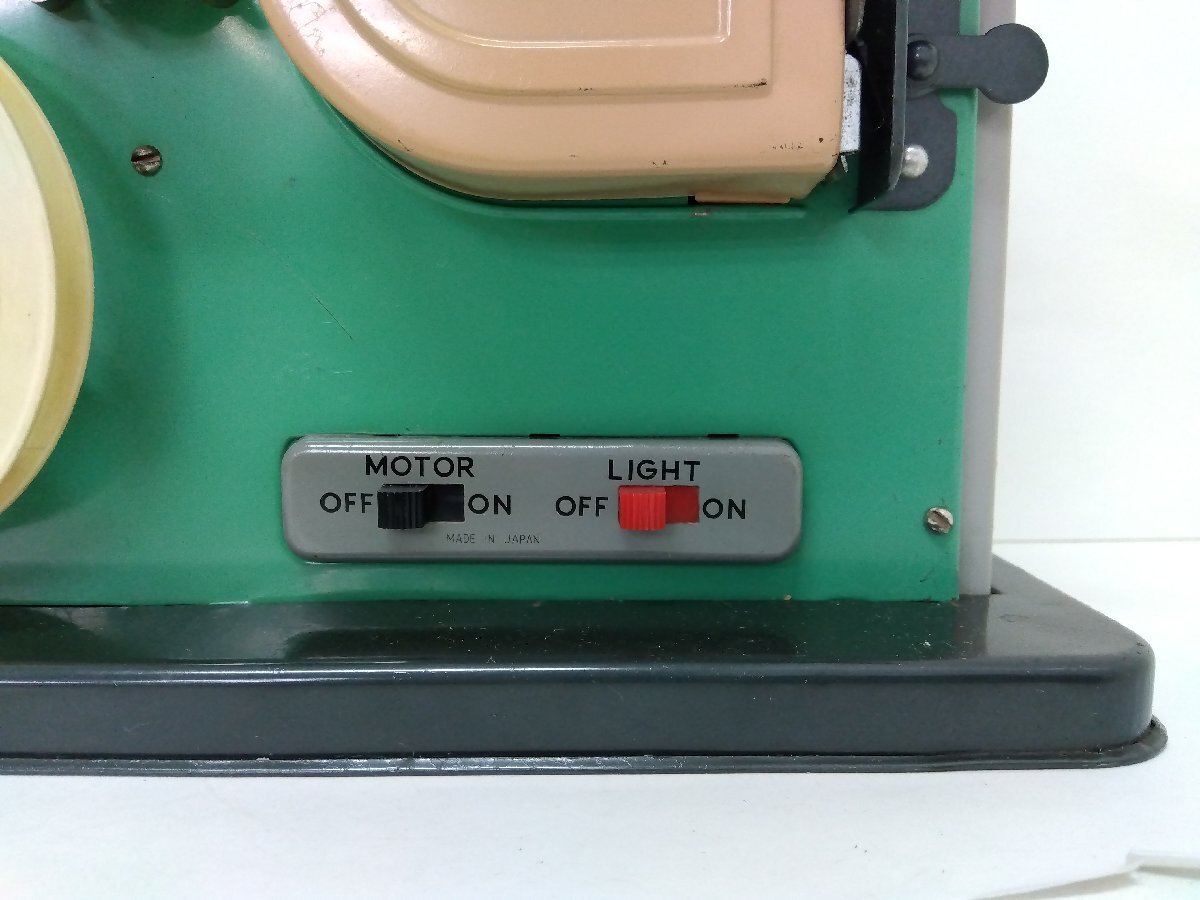 MOTOR
OFF ON
LIGHT
OFF ON
MADE IN JAPAN